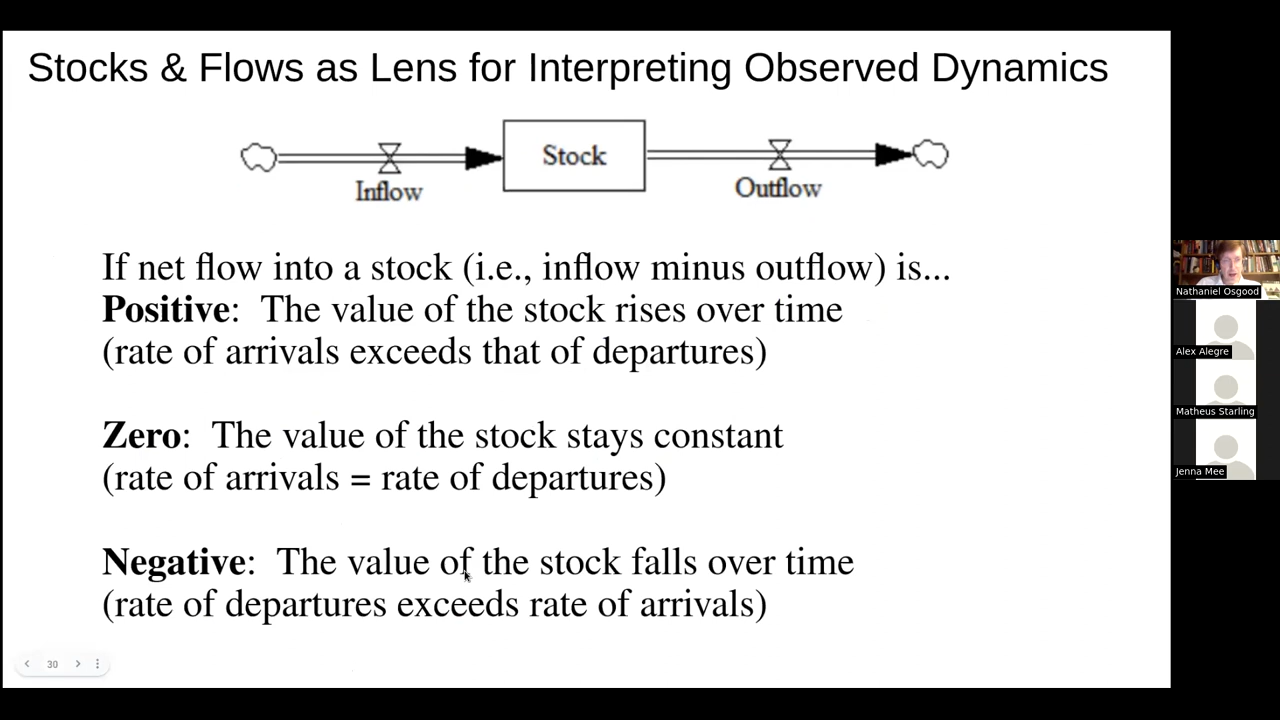 Stocks & Flows as Lens for Interpreting Observed Dynamics
Stock
Inflow
Outflow
If net flow into a stock (i.e., inflow minus outflow) is...
Positive: The value of the stock rises over time
(rate of arrivals exceeds that of departures)
Zero: The value of the stock stays constant
(rate of arrivals = rate of departures)
Negative: The value of the stock falls over time
(rate of departures exceeds rate of arrivals)
30
Nathaniel Osgood
Alex Alegre
Matheus Starling
Jenna Mee